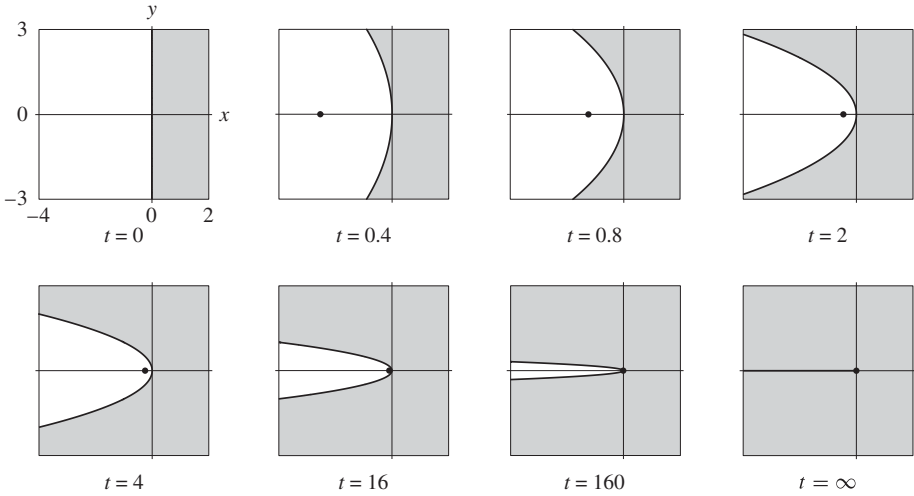 y
3
0
x
–3
–4
0
2
t = 0
t = 0.4
t = 0.8
t = 2
t = 4
t = 16
t = 160
t = ∞